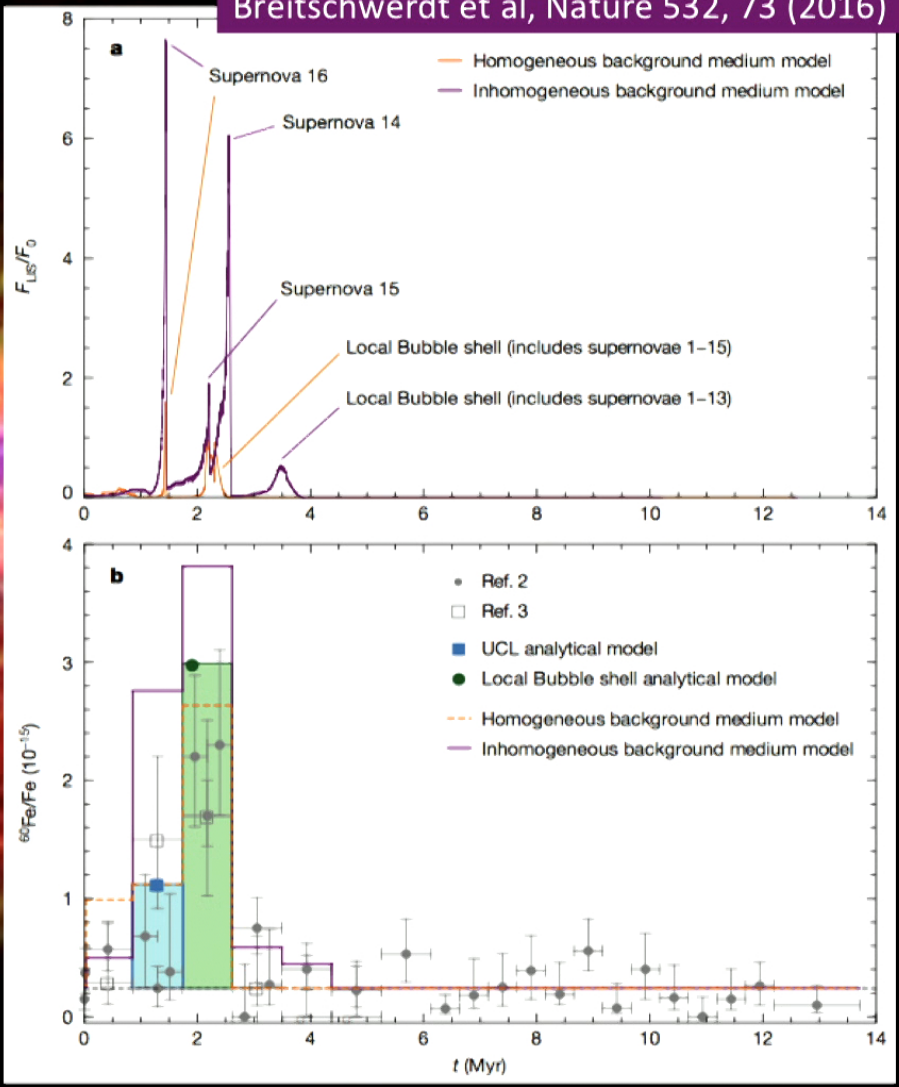 Breitschwerdt et al, Nature 532, 73 (2016)
8
a
Homogeneous background medium model
Supernova 16
Inhomogeneous background medium model
Supernova 14
6
F_LIS/F_0
4
Supernova 15
Local Bubble shell (includes supernovae 1–15)
2
Local Bubble shell (includes supernovae 1–13)
0
0 2 4 6 8 10 12 14
4
b
Ref. 2
Ref. 3
UCL analytical model
3
Local Bubble shell analytical model
Homogeneous background medium model
Inhomogeneous background medium model
⁶⁰Fe/Fe (10⁻¹⁵)
2
1
0
0 2 4 6 8 10 12 14
t (Myr)